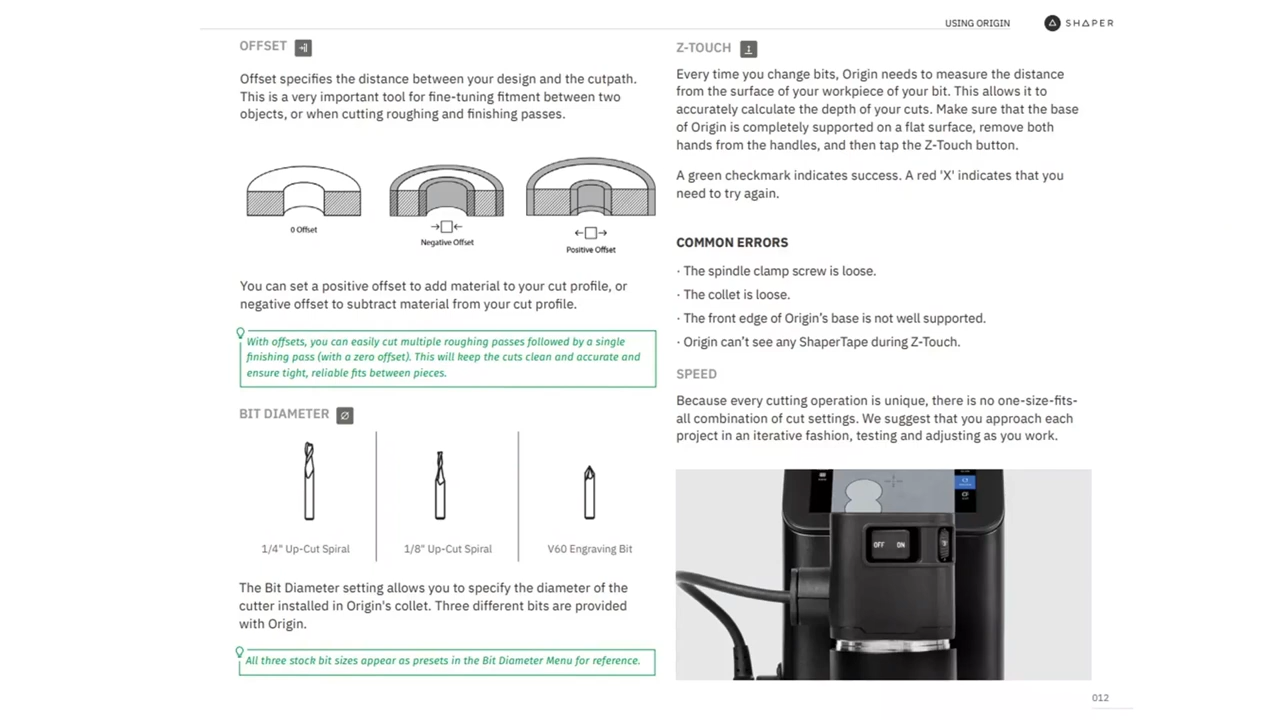 USING ORIGIN
SHAPER
OFFSET
Offset specifies the distance between your design and the cutpath.
This is a very important tool for fine-tuning fitment between two
objects, or when cutting roughing and finishing passes.
0 Offset
Negative Offset
Positive Offset
You can set a positive offset to add material to your cut profile, or
negative offset to subtract material from your cut profile.
With offsets, you can easily cut multiple roughing passes followed by a single
finishing pass (with a zero offset). This will keep the cuts clean and accurate and
ensure tight, reliable fits between pieces.
BIT DIAMETER
1/4" Up-Cut Spiral
1/8" Up-Cut Spiral
V60 Engraving Bit
The Bit Diameter setting allows you to specify the diameter of the
cutter installed in Origin's collet. Three different bits are provided
with Origin.
All three stock bit sizes appear as presets in the Bit Diameter Menu for reference.
Z-TOUCH
Every time you change bits, Origin needs to measure the distance
from the surface of your workpiece of your bit. This allows it to
accurately calculate the depth of your cuts. Make sure that the base
of Origin is completely supported on a flat surface, remove both
hands from the handles, and then tap the Z-Touch button.
A green checkmark indicates success. A red 'X' indicates that you
need to try again.
COMMON ERRORS
· The spindle clamp screw is loose.
· The collet is loose.
· The front edge of Origin's base is not well supported.
· Origin can't see any ShaperTape during Z-Touch.
SPEED
Because every cutting operation is unique, there is no one-size-fits-
all combination of cut settings. We suggest that you approach each
project in an iterative fashion, testing and adjusting as you work.
OFF ON
012